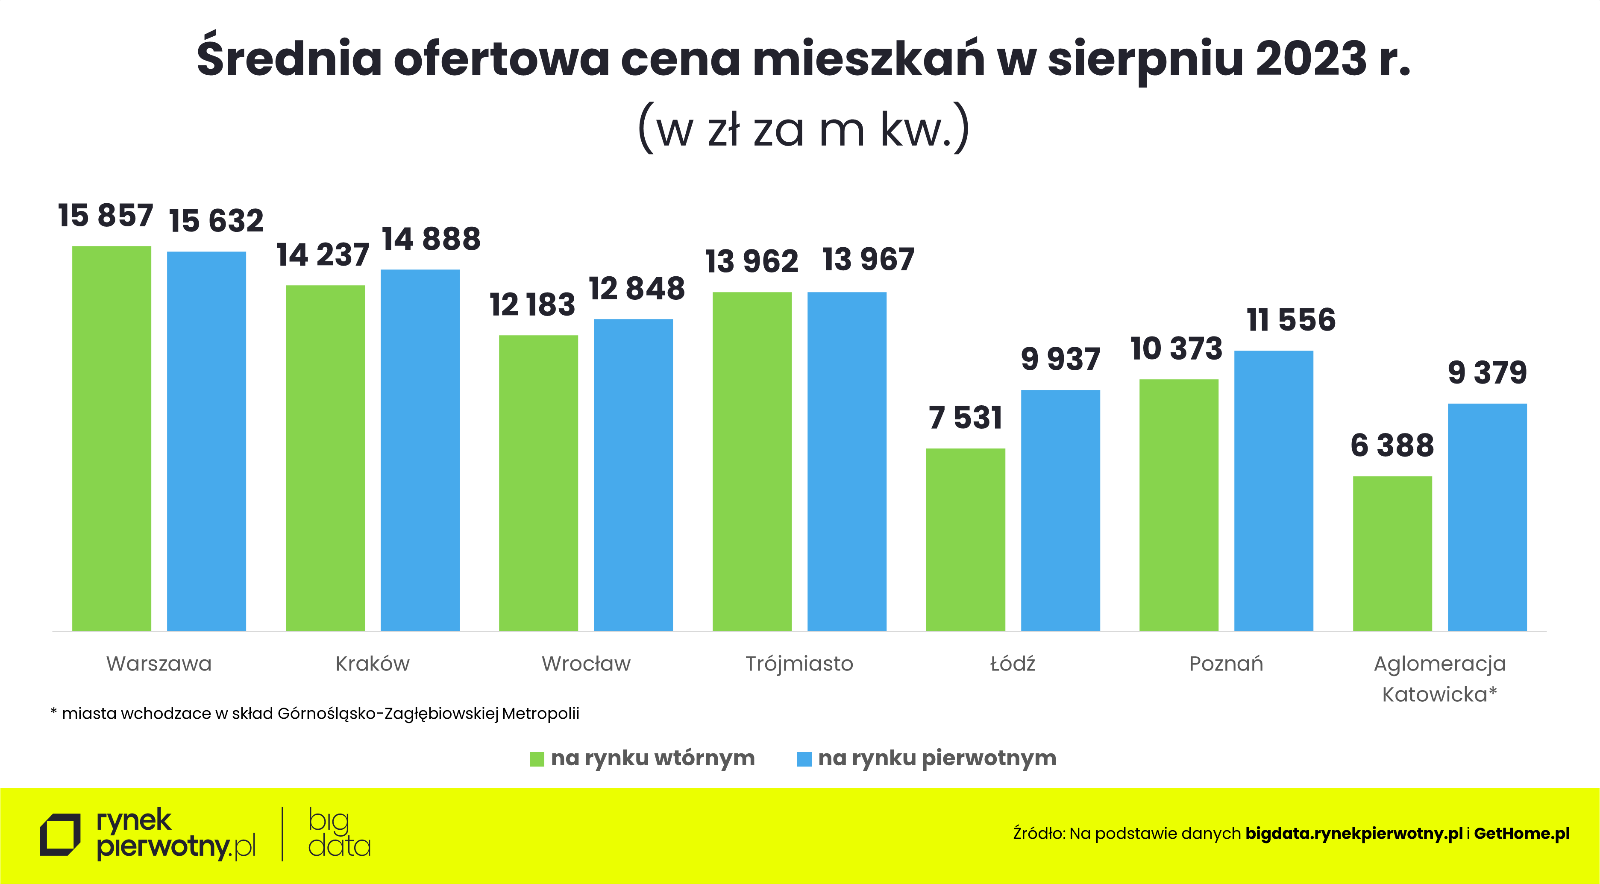 Średnia ofertowa cena mieszkań w sierpniu 2023 r.
(w zł za m kw.)
15 857
15 632
14 237
14 888
12 183
12 848
13 962
13 967
7 531
9 937
10 373
11 556
6 388
9 379
Warszawa
Kraków
Wrocław
Trójmiasto
Łódź
Poznań
Aglomeracja
Katowicka*
* miasta wchodzace w skład Górnośląsko-Zagłębiowskiej Metropolii
na rynku wtórnym
na rynku pierwotnym
rynek
pierwotny.pl
big
data
Źródło: Na podstawie danych bigdata.rynekpierwotny.pl i GetHome.pl